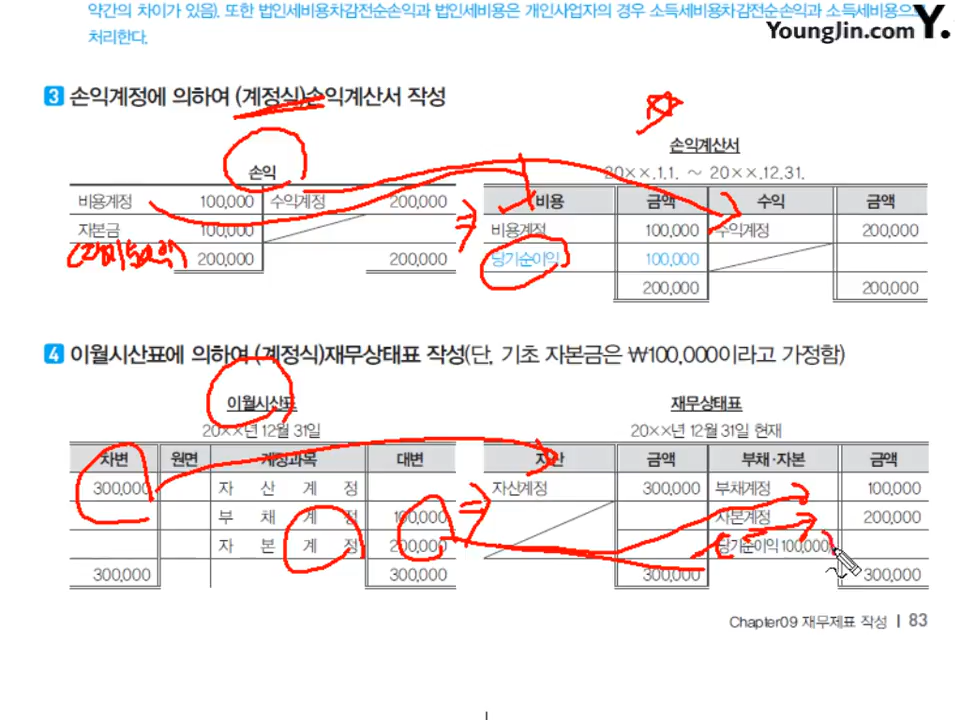 약간의 차이가 있음). 또한 법인세비용차감전순손익과 법인세비용은 개인사업자의 경우 소득세비용차감전순손익과 소득세비용으로
처리한다.
YoungJin.com Y.
3 손익계정에 의하여 (계정식)손익계산서 작성
손익
비용계정 100,000 수익계정 200,000
자본금 100,000
200,000 200,000
손익계산서
20××.1.1. ~ 20××.12.31.
비용 금액 수익 금액
비용계정 100,000 수익계정 200,000
당기순이익 100,000
200,000 200,000
4 이월시산표에 의하여 (계정식)재무상태표 작성(단, 기초 자본금은 ₩100,000이라고 가정함)
이월시산표
20××년 12월 31일
차변 원면 계정과목 대변
300,000 자 산 계 정
부 채 계 정 100,000
자 본 계 정 200,000
300,000 300,000
재무상태표
20××년 12월 31일 현재
자산 금액 부채·자본 금액
자산계정 300,000 부채계정 100,000
자본계정 200,000
당기순이익 100,000
300,000 300,000
Chapter09 재무제표 작성 | 83